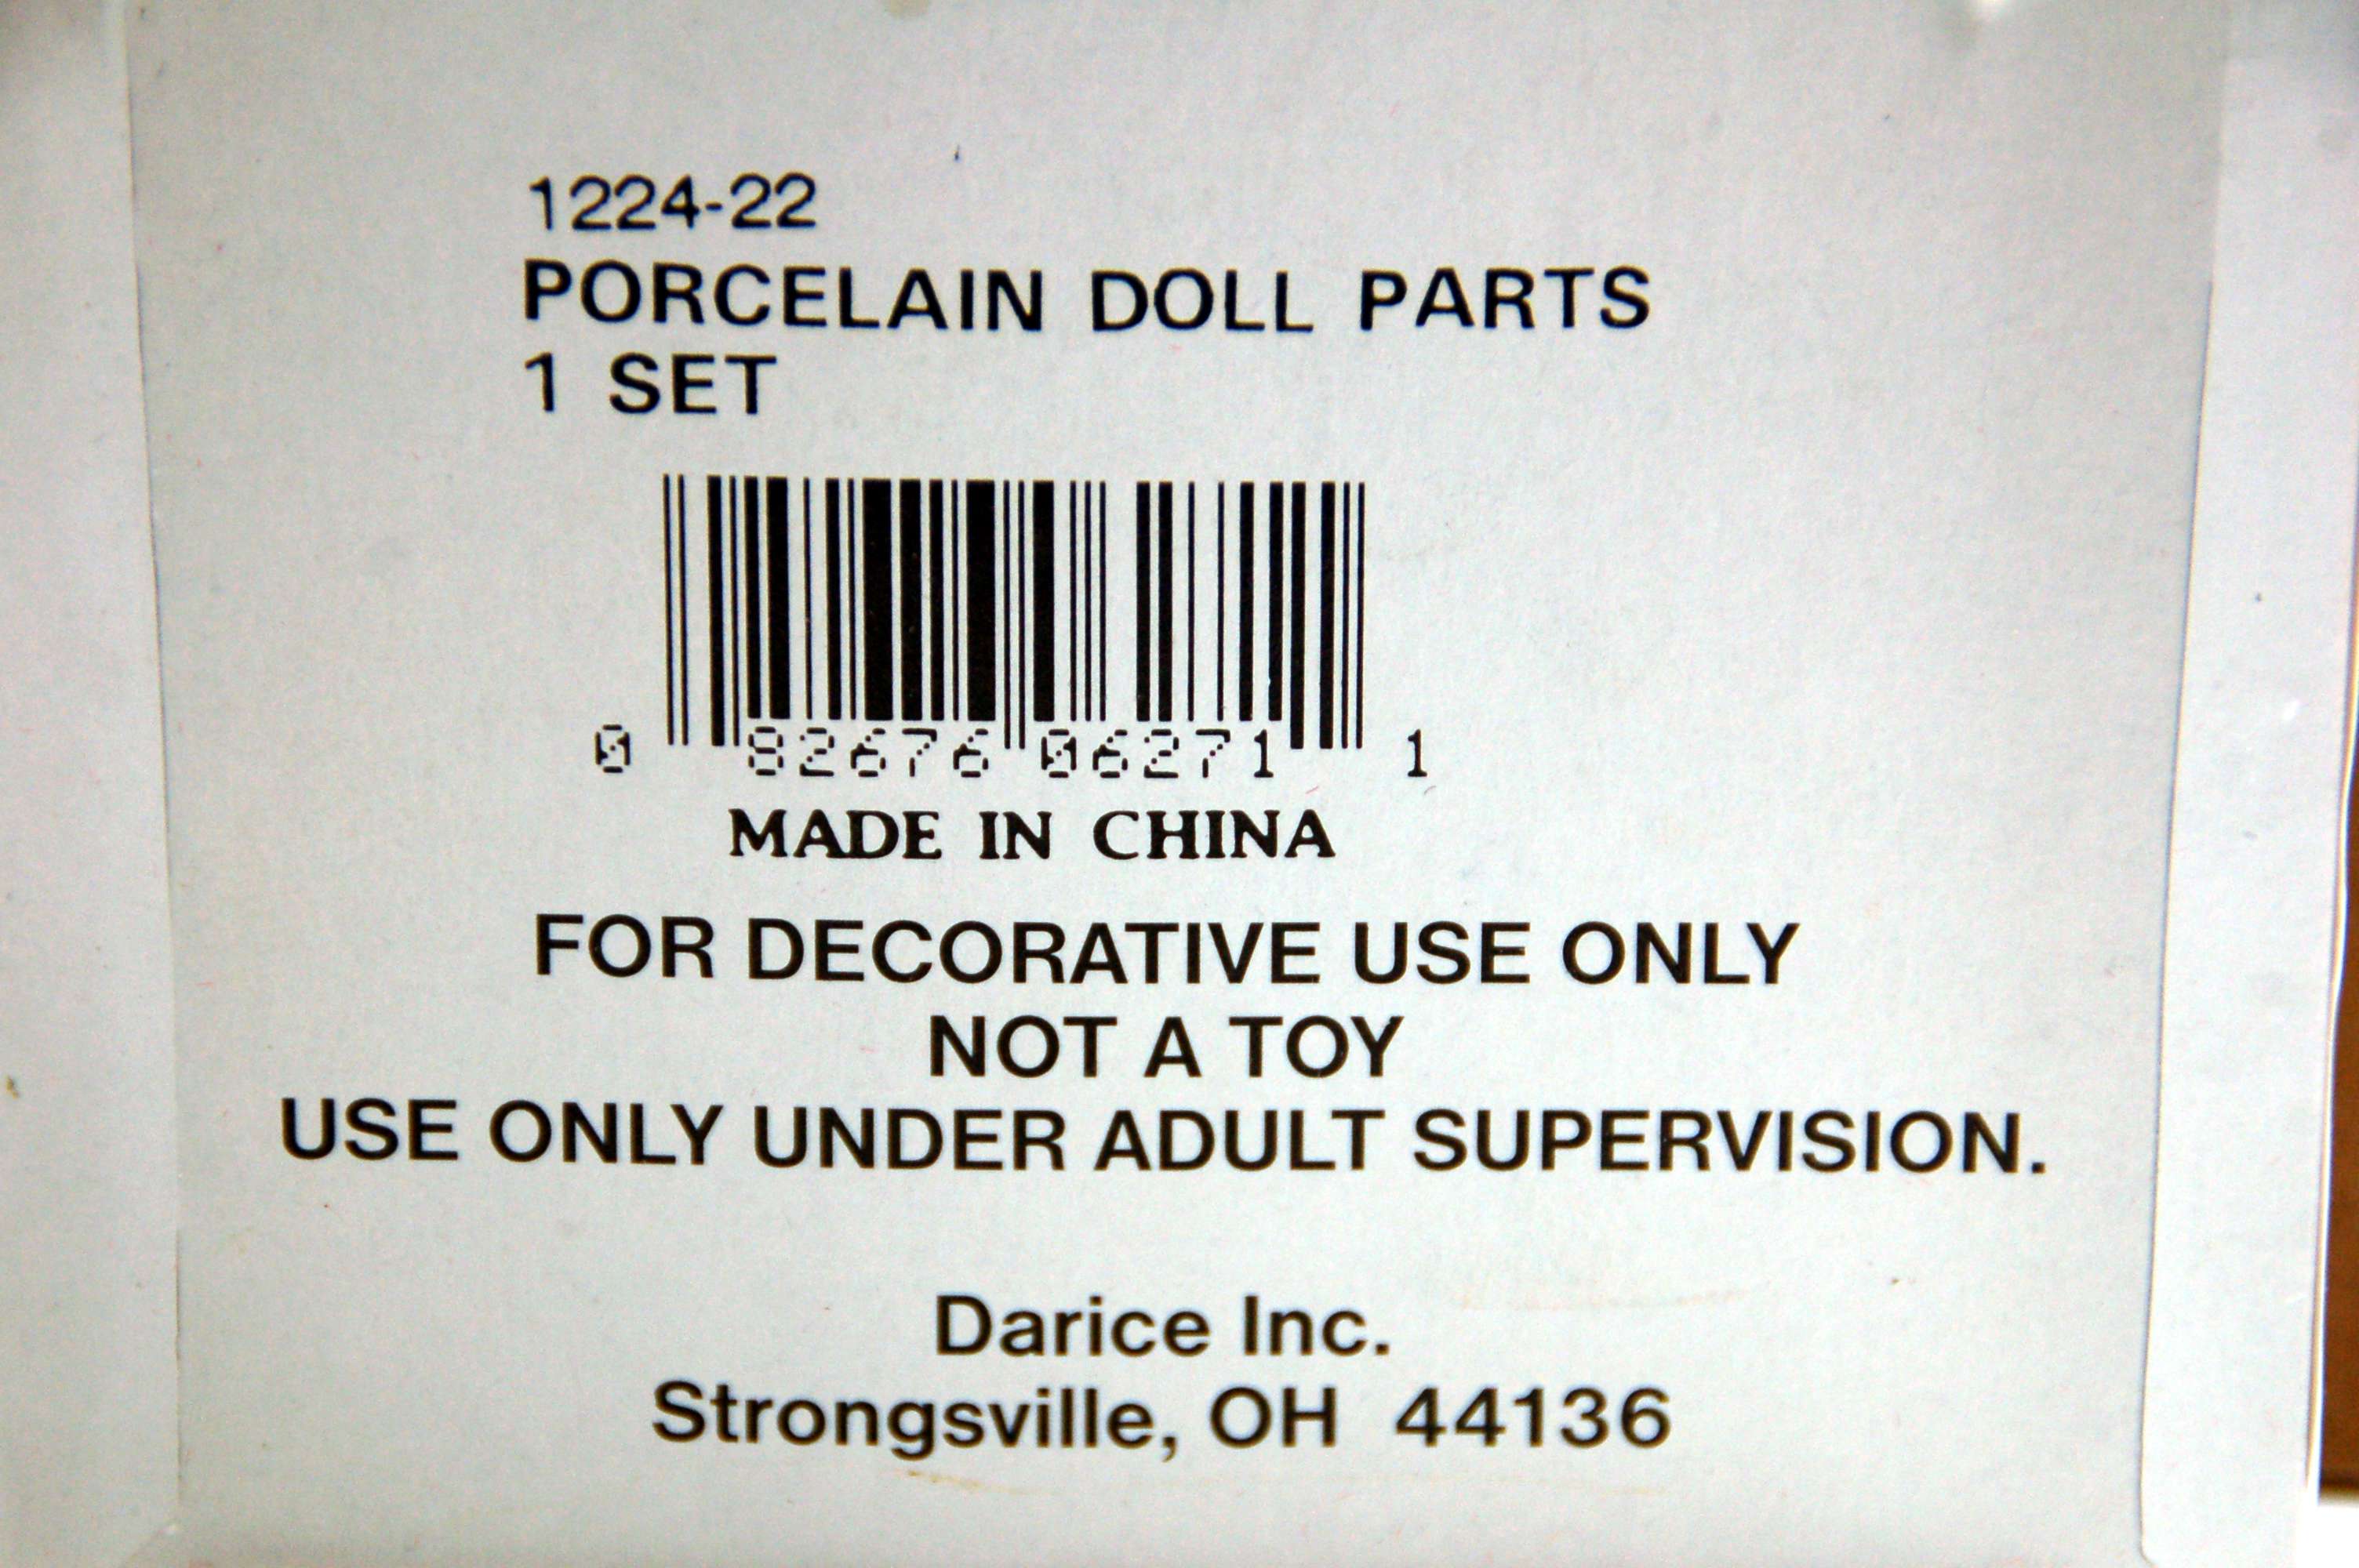 1224-22
PORCELAIN DOLL PARTS
1 SET
0 82676 06271 1
MADE IN CHINA
FOR DECORATIVE USE ONLY
NOT A TOY
USE ONLY UNDER ADULT SUPERVISION.
Darice Inc.
Strongsville, OH 44136